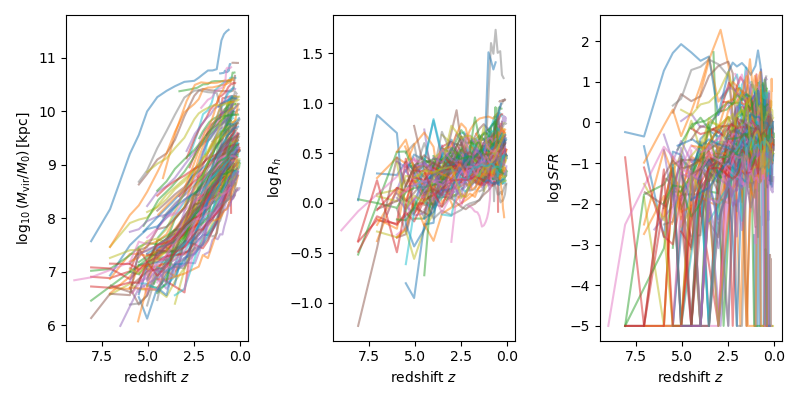 log₁₀ (M_vir/M₀) [kpc]
11
10
9
8
7
6
7.5 5.0 2.5 0.0
redshift z
log R_h
1.5
1.0
0.5
0.0
−0.5
−1.0
7.5 5.0 2.5 0.0
redshift z
log SFR
2
1
0
−1
−2
−3
−4
−5
7.5 5.0 2.5 0.0
redshift z